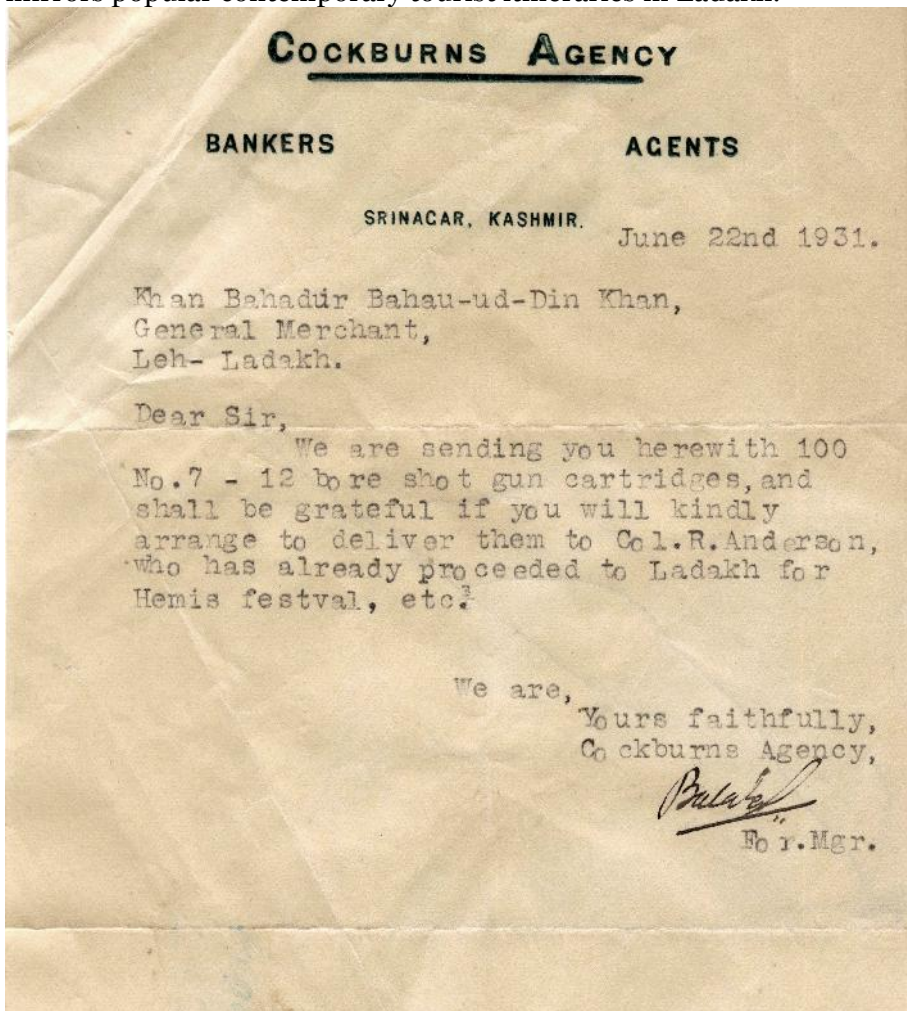 mirrors popular contemporary tourist itineraries in Ladakh.
COCKBURNS AGENCY
BANKERS AGENTS
SRINAGAR, KASHMIR.
June 22nd 1931.
Khan Bahadur Bahau-ud-Din Khan,
General Merchant,
Leh- Ladakh.
Dear Sir,
We are sending you herewith 100
No.7 - 12 bore shot gun cartridges,and
shall be grateful if you will kindly
arrange to deliver them to Col.R.Anderson,
who has already proceeded to Ladakh for
Hemis festval, etc.
We are,
Yours faithfully,
Cockburns Agency,
For.Mgr.